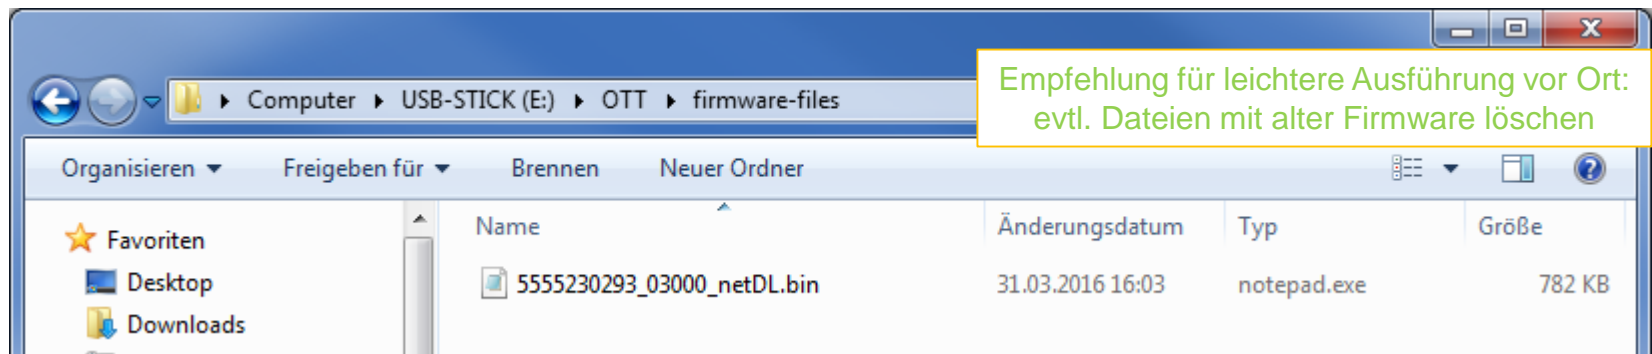 Empfehlung für leichtere Ausführung vor Ort:
evtl. Dateien mit alter Firmware löschen
Computer USB-STICK (E:) OTT firmware-files
Organisieren Freigeben für Brennen Neuer Ordner
Favoriten
Desktop
Downloads
Name Änderungsdatum Typ Größe
5555230293_03000_netDL.bin 31.03.2016 16:03 notepad.exe 782 KB